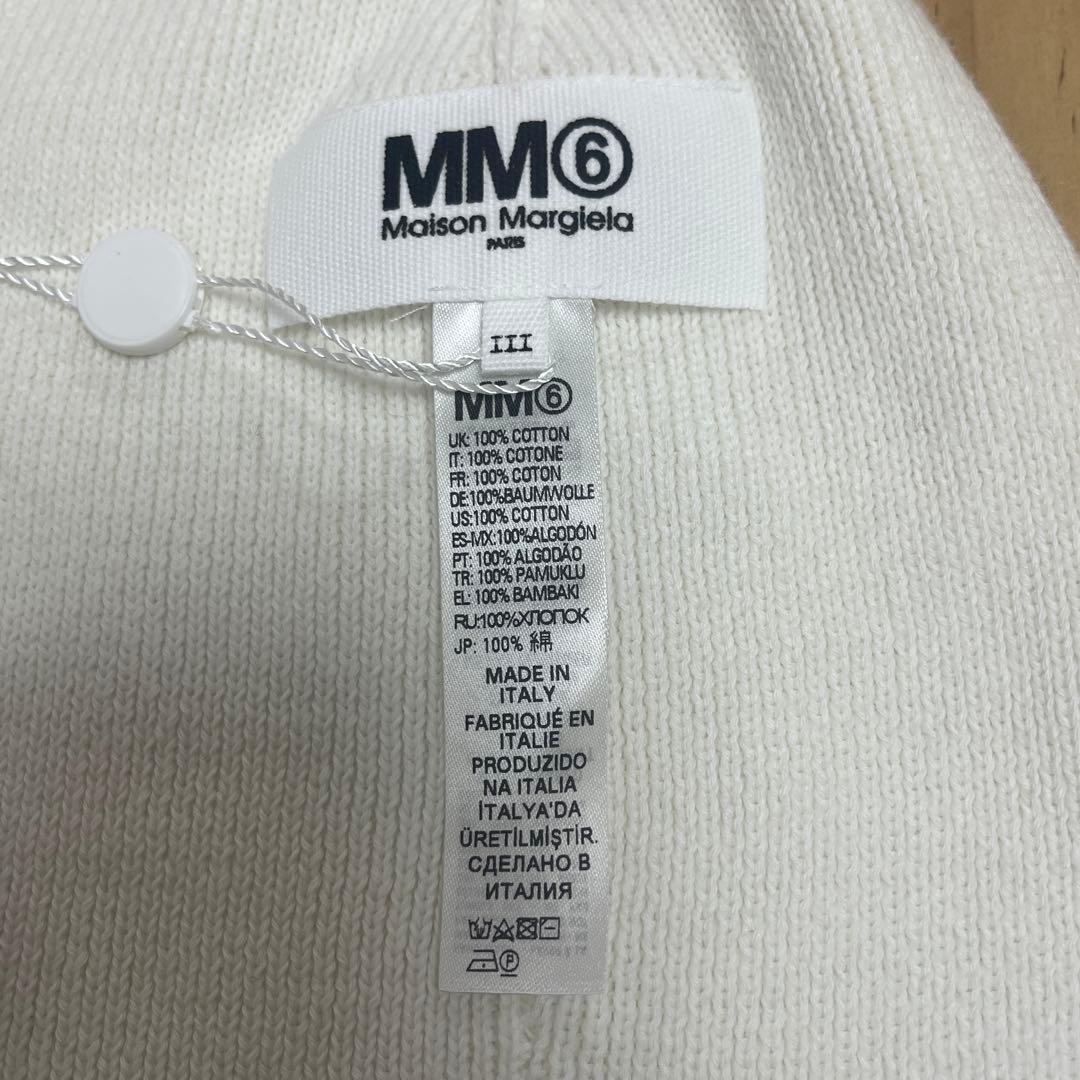 MM⑥
Maison Margiela
PARIS
III
MM⑥
UK: 100% COTTON
IT: 100% COTONE
FR: 100% COTON
DE:100%BAUMWOLLE
US:100% COTTON
ES-MX:100%ALGODÓN
PT: 100% ALGODÃO
TR: 100% PAMUKLU
EL: 100% BAMBAKI
RU:100%ХЛОПОК
JP: 100% 綿
MADE IN
ITALY
FABRIQUÉ EN
ITALIE
PRODUZIDO
NA ITALIA
İTALYA'DA
ÜRETİLMİŞTİR.
СДЕЛАНО В
ИТАЛИЯ
P